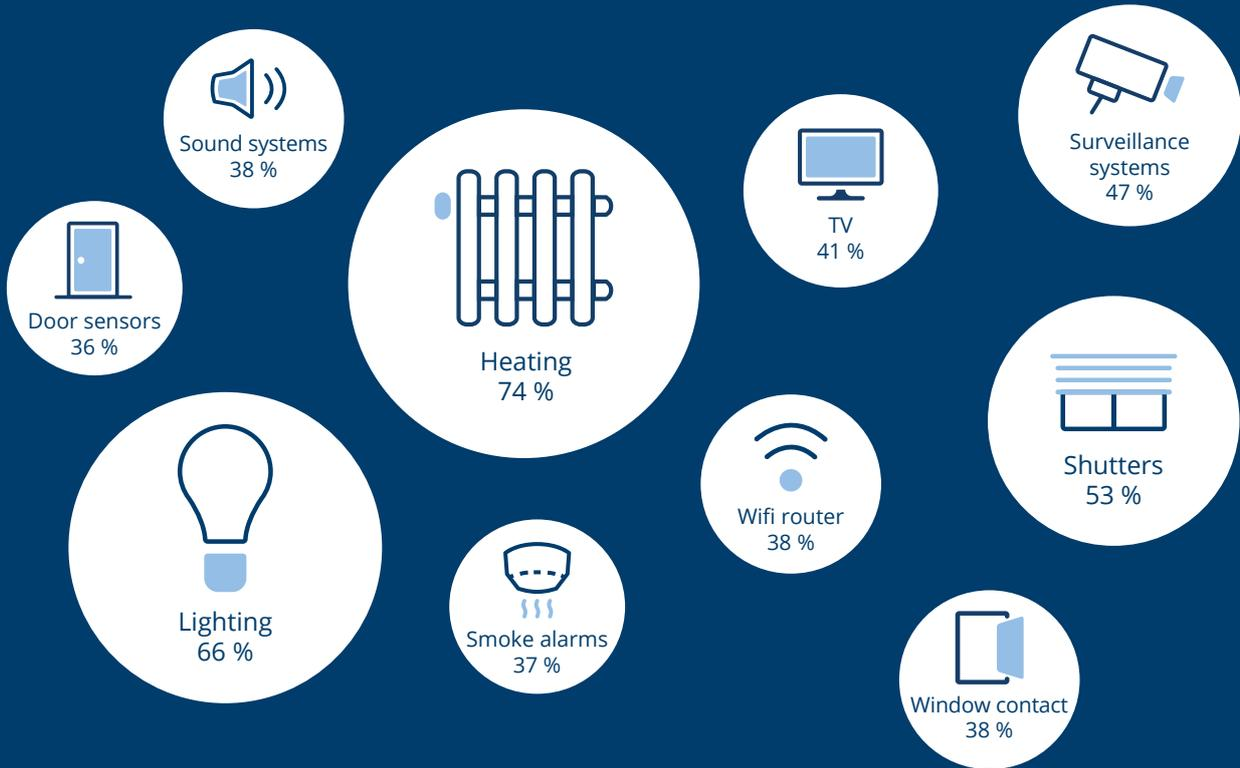 Sound systems
38 %
Surveillance
systems
47 %
TV
41 %
Door sensors
36 %
Heating
74 %
Shutters
53 %
Wifi router
38 %
Lighting
66 %
Smoke alarms
37 %
Window contact
38 %